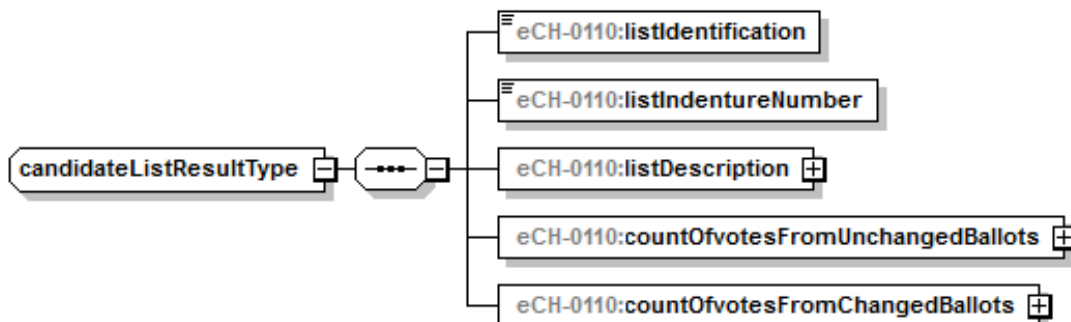 eCH-0110:listIdentification
eCH-0110:listIndentureNumber
candidateListResultType
eCH-0110:listDescription
eCH-0110:countOfvotesFromUnchangedBallots
eCH-0110:countOfvotesFromChangedBallots